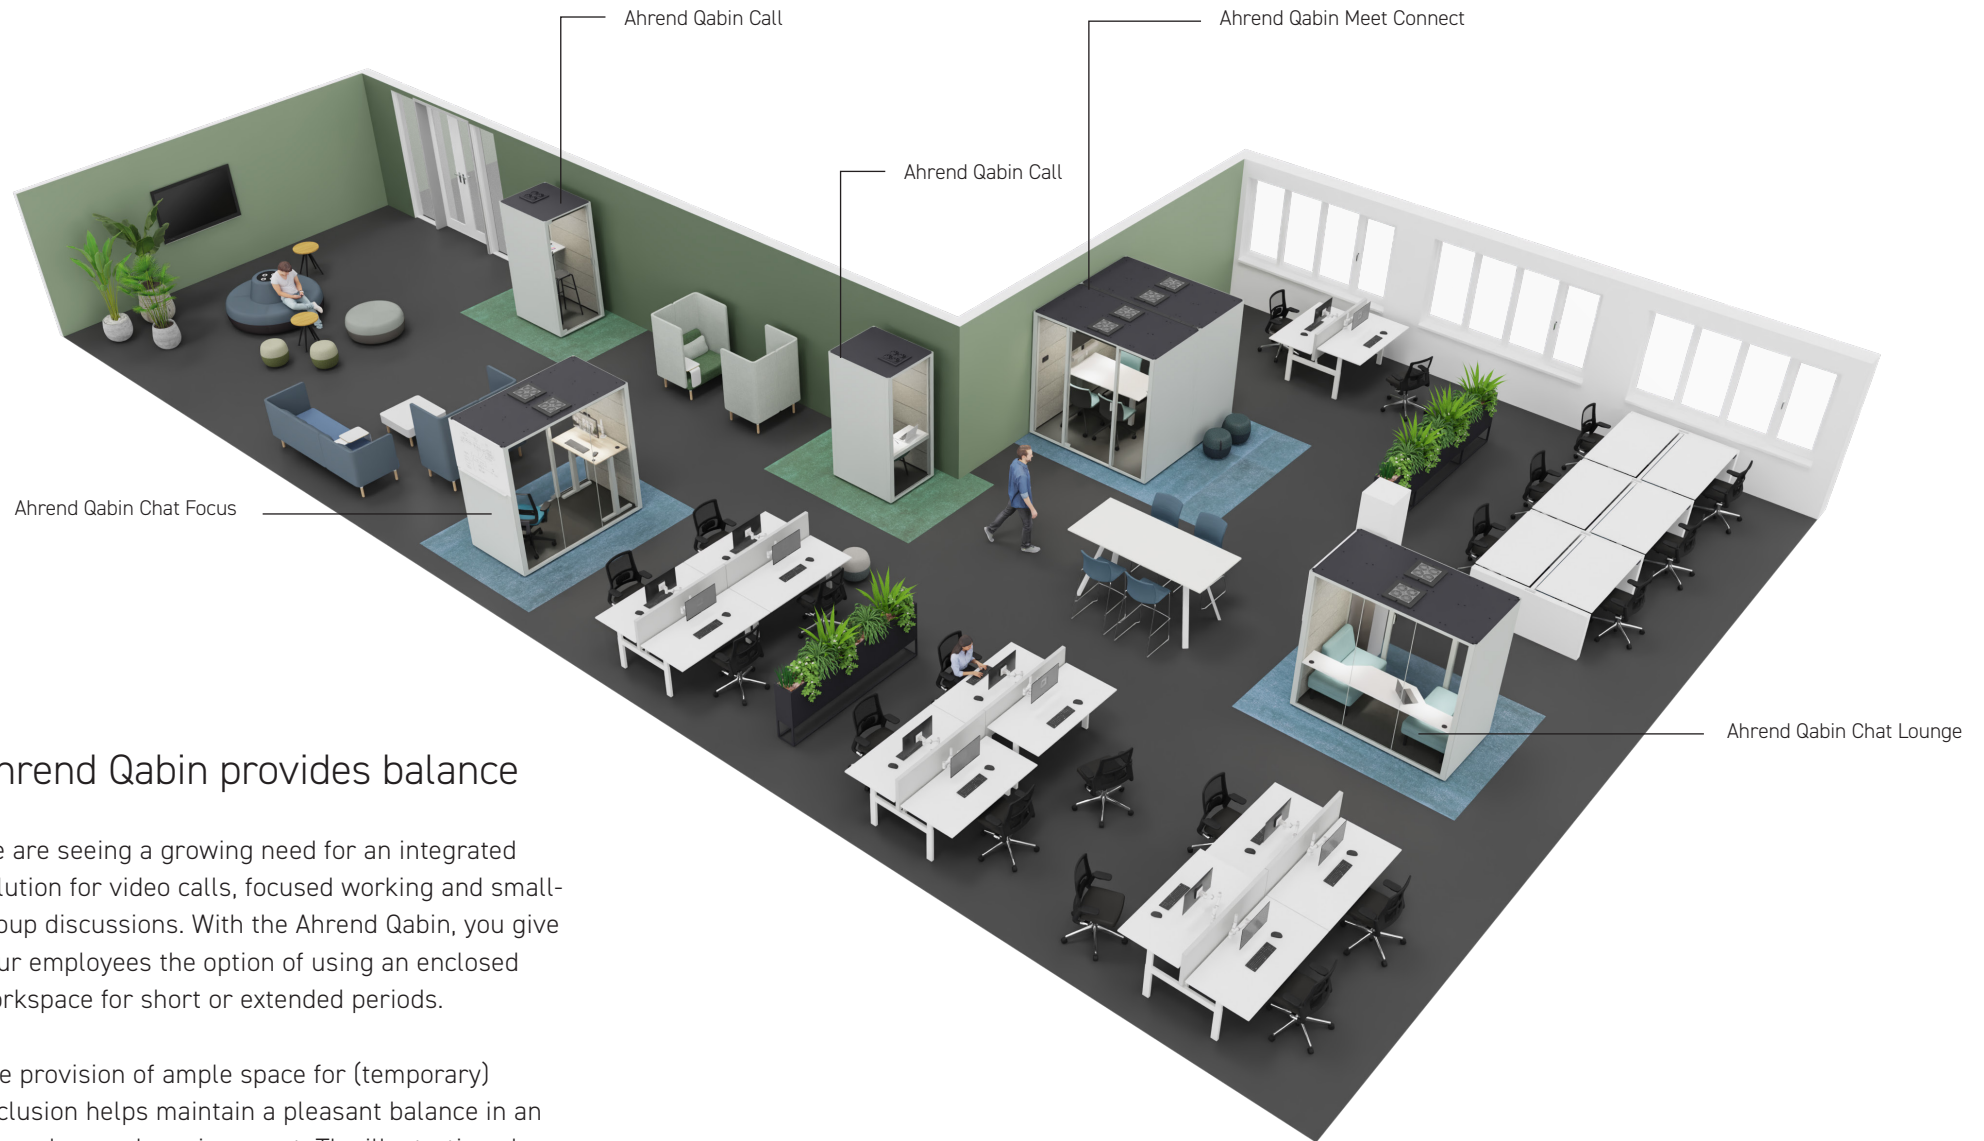 Ahrend Qabin Call
Ahrend Qabin Meet Connect
Ahrend Qabin Call
Ahrend Qabin Chat Focus
Ahrend Qabin Chat Lounge
hrend Qabin provides balance
e are seeing a growing need for an integrated
lution for video calls, focused working and small-
oup discussions. With the Ahrend Qabin, you give
ur employees the option of using an enclosed
orkspace for short or extended periods.
e provision of ample space for (temporary)
clusion helps maintain a pleasant balance in an